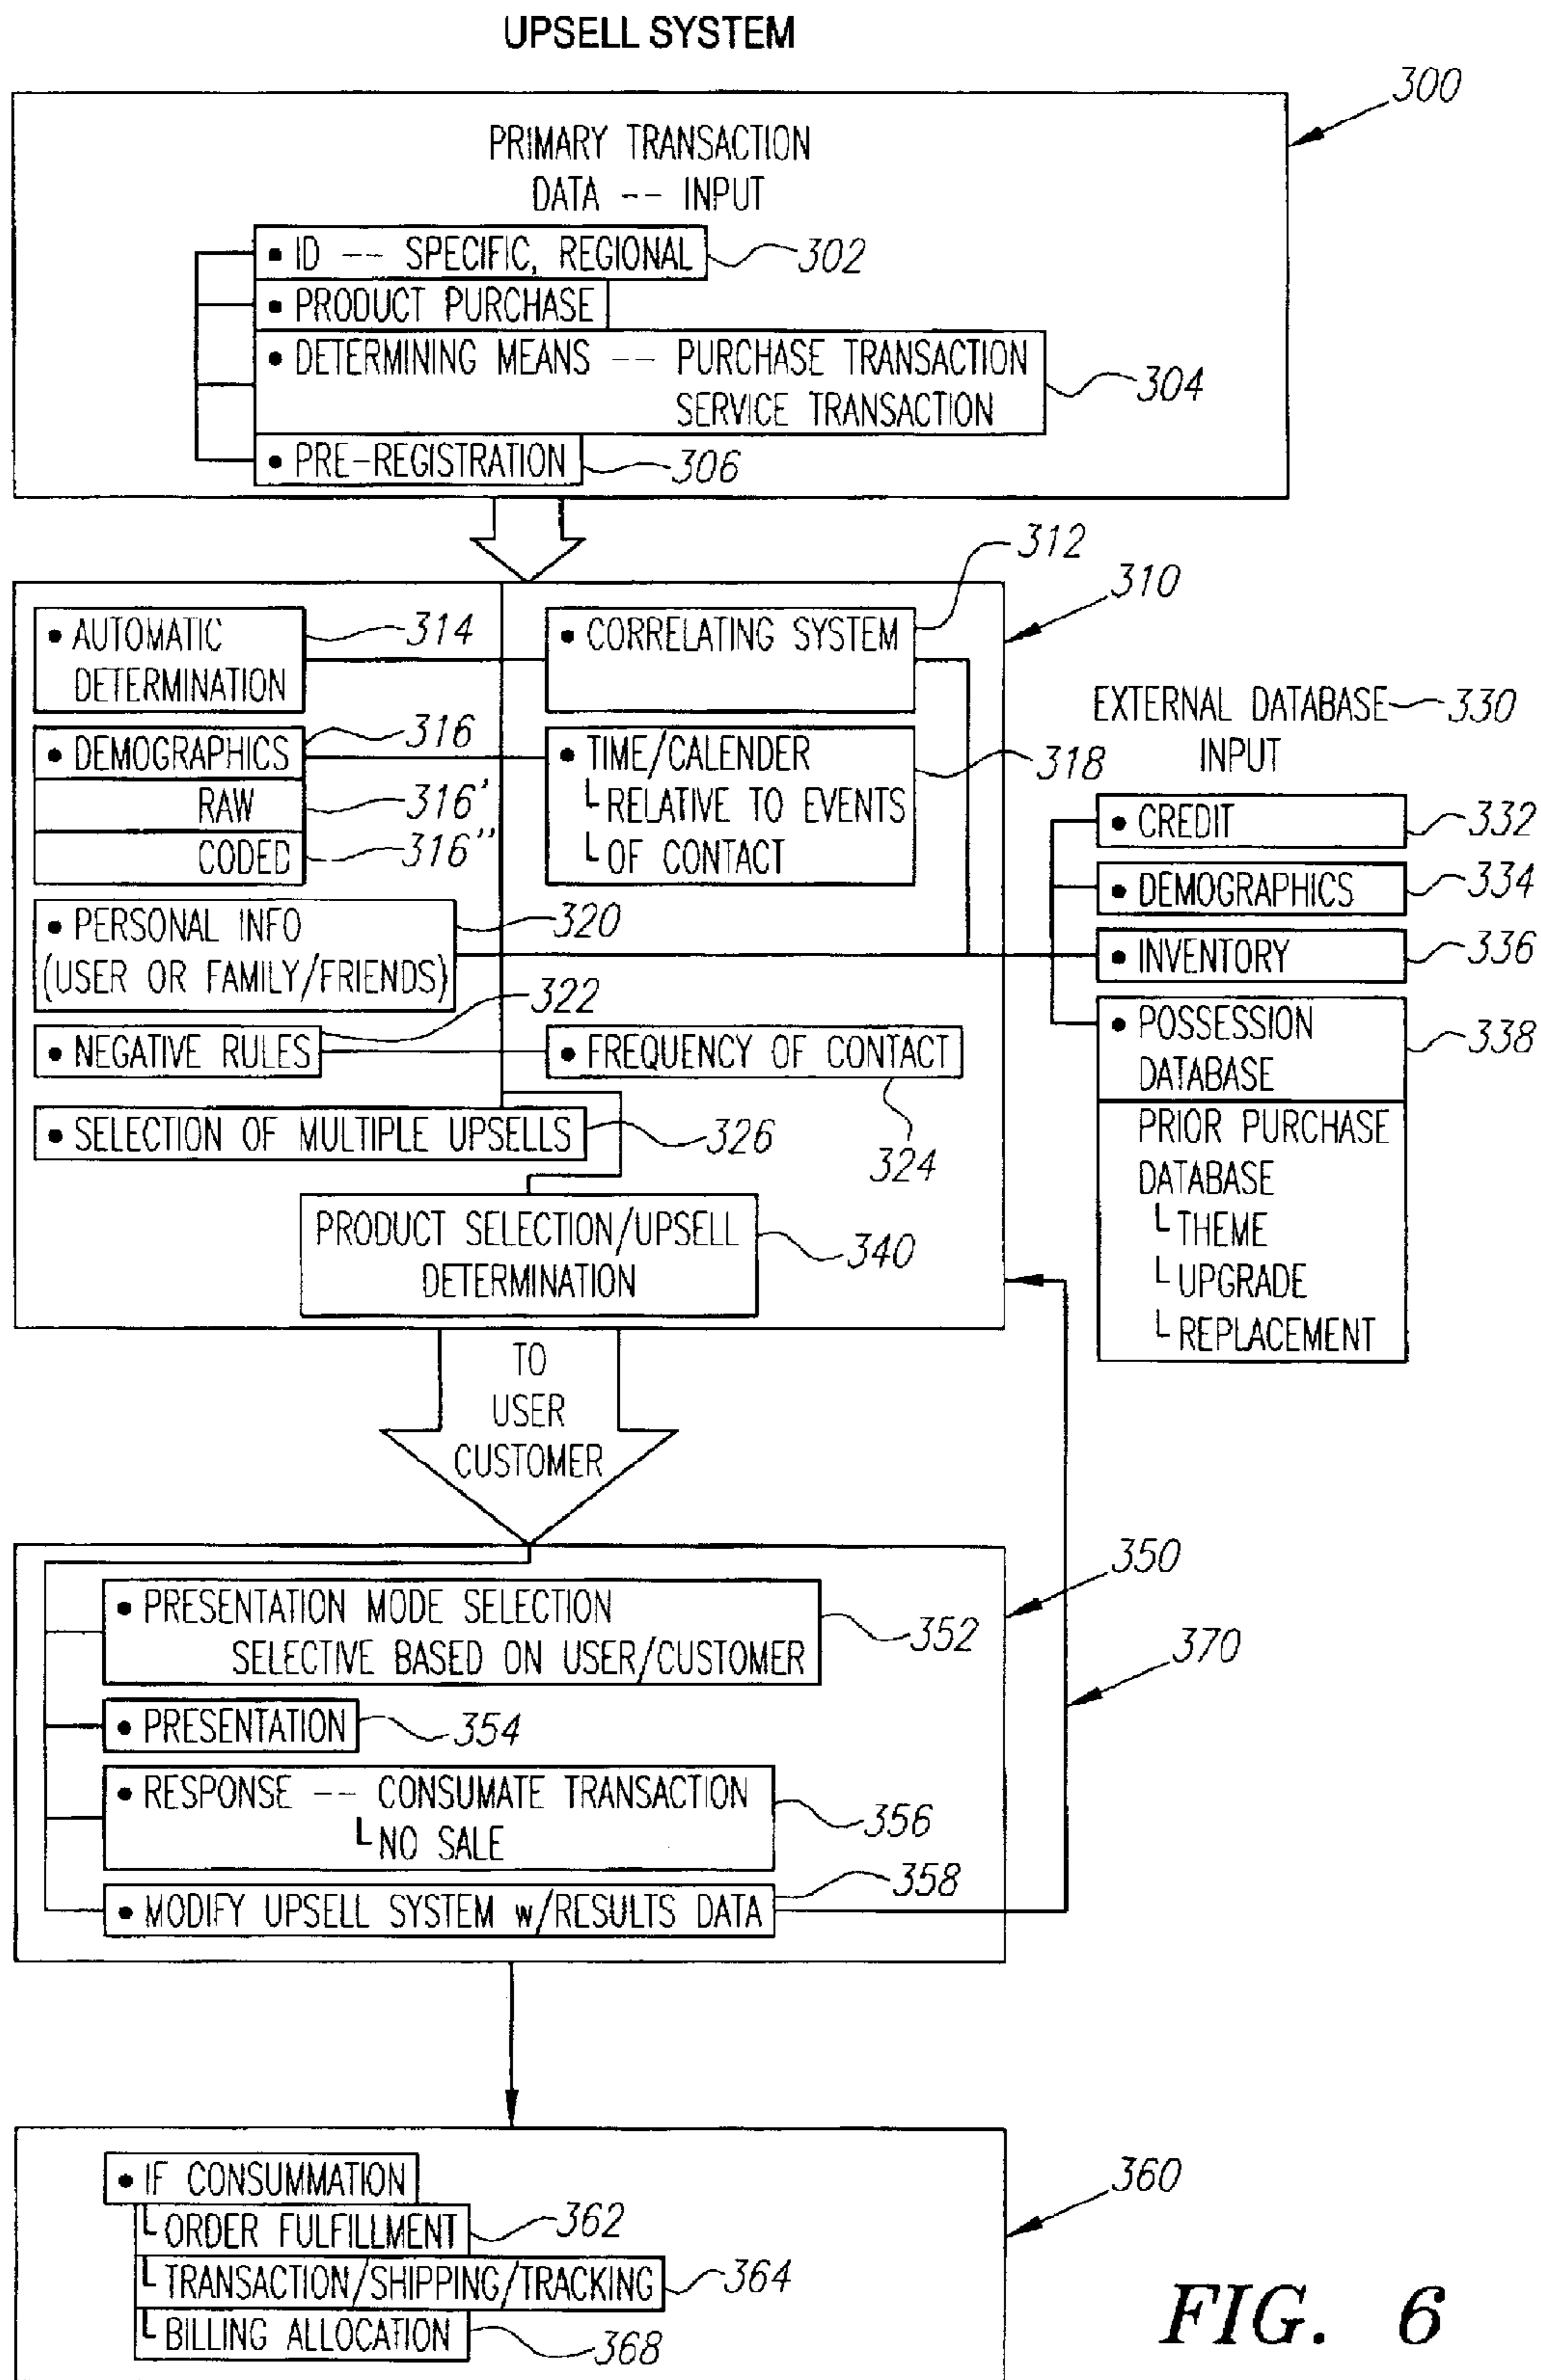 UPSELL SYSTEM
300
PRIMARY TRANSACTION
DATA -- INPUT
• ID -- SPECIFIC, REGIONAL
302
• PRODUCT PURCHASE
• DETERMINING MEANS -- PURCHASE TRANSACTION
SERVICE TRANSACTION
304
• PRE-REGISTRATION
306
312
310
• AUTOMATIC
DETERMINATION
314
• CORRELATING SYSTEM
• DEMOGRAPHICS
316
RAW
316'
CODED
316"
• TIME/CALENDER
└ RELATIVE TO EVENTS
└ OF CONTACT
318
• PERSONAL INFO
(USER OR FAMILY/FRIENDS)
320
322
• NEGATIVE RULES
• FREQUENCY OF CONTACT
324
• SELECTION OF MULTIPLE UPSELLS
326
PRODUCT SELECTION/UPSELL
DETERMINATION
340
EXTERNAL DATABASE
330
INPUT
• CREDIT
332
• DEMOGRAPHICS
334
• INVENTORY
336
• POSSESSION
DATABASE
338
PRIOR PURCHASE
DATABASE
└ THEME
└ UPGRADE
└ REPLACEMENT
TO
USER
CUSTOMER
350
• PRESENTATION MODE SELECTION
SELECTIVE BASED ON USER/CUSTOMER
352
370
• PRESENTATION
354
• RESPONSE -- CONSUMATE TRANSACTION
└ NO SALE
356
• MODIFY UPSELL SYSTEM w/RESULTS DATA
358
360
• IF CONSUMMATION
└ ORDER FULFILLMENT
362
└ TRANSACTION/SHIPPING/TRACKING
364
└ BILLING ALLOCATION
368
FIG. 6